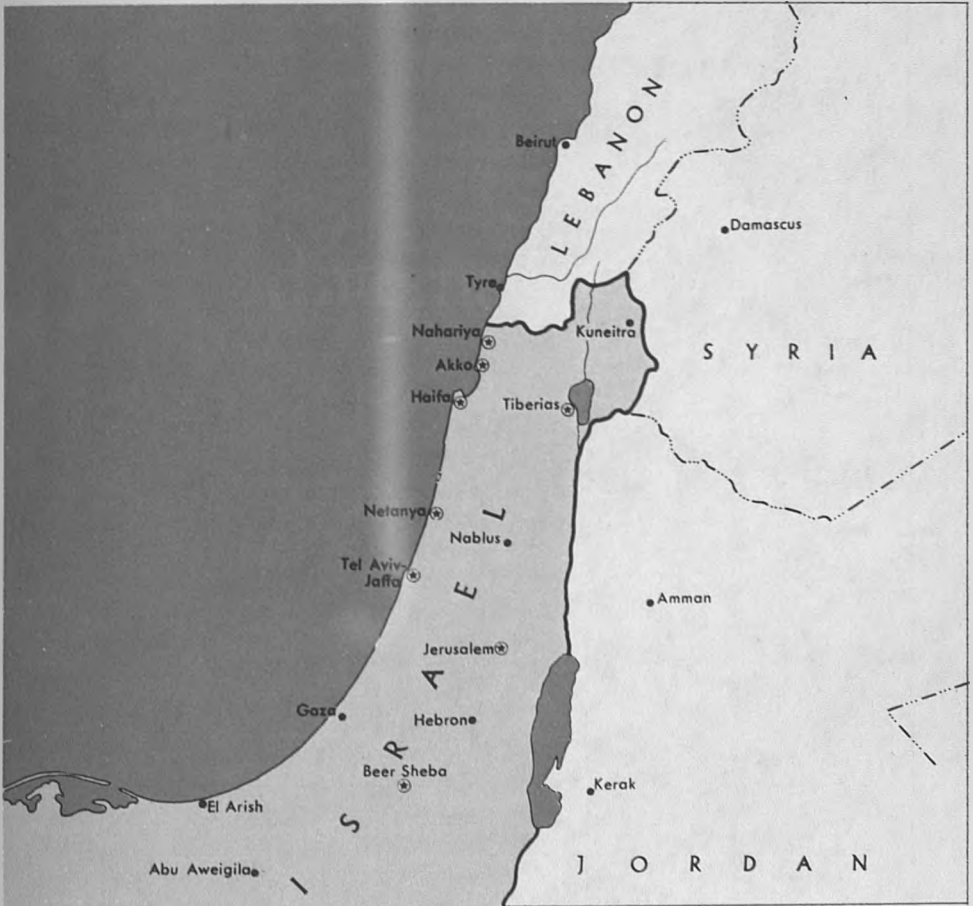 Beirut
LEBANON
Damascus
Tyre
Nahariya
Kuneitra
SYRIA
Akko
Haifa
Tiberias
Netanya
Nablus
Tel Aviv-
Jaffa
Amman
Jerusalem
ISRAEL
Gaza
Hebron
Beer Sheba
Kerak
El Arish
Abu Aweigila
JORDAN